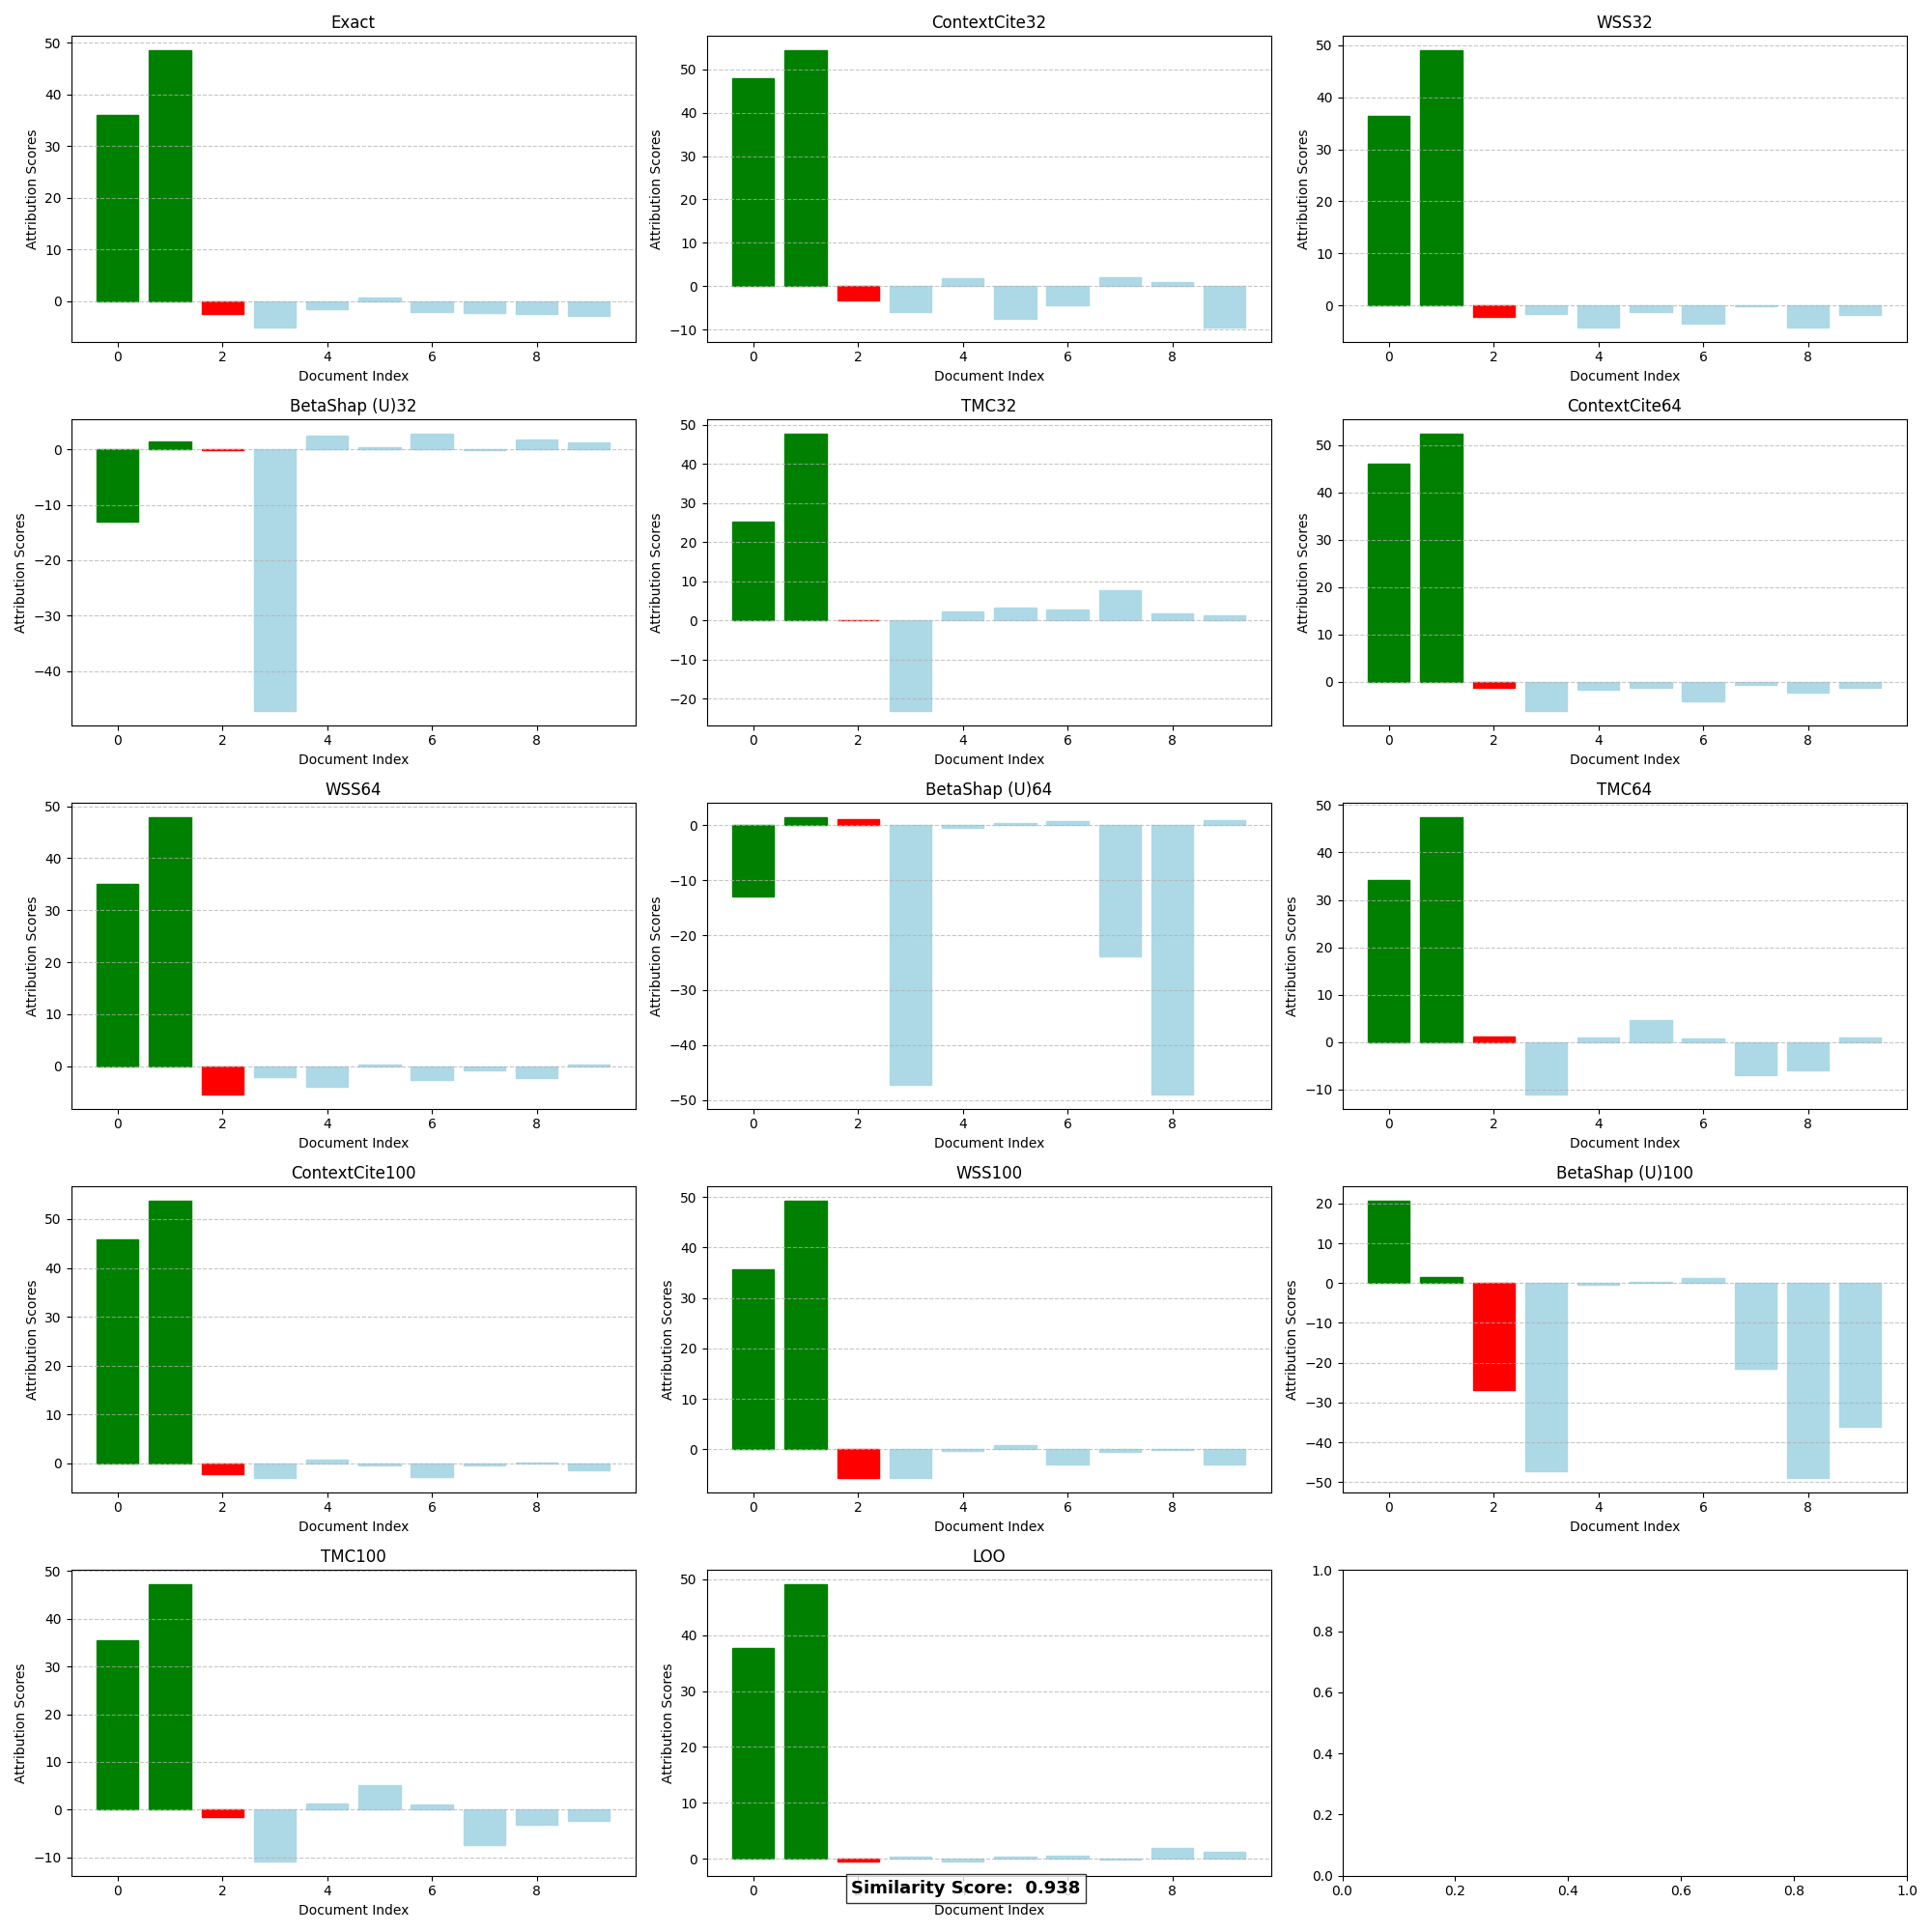 Exact
50
40
30
20
10
0
Attribution Scores
0 2 4 6 8
Document Index
ContextCite32
50
40
30
20
10
0
−10
Attribution Scores
0 2 4 6 8
Document Index
WSS32
50
40
30
20
10
0
Attribution Scores
0 2 4 6 8
Document Index
BetaShap (U)32
0
−10
−20
−30
−40
Attribution Scores
0 2 4 6 8
Document Index
TMC32
50
40
30
20
10
0
−10
−20
Attribution Scores
0 2 4 6 8
Document Index
ContextCite64
50
40
30
20
10
0
Attribution Scores
0 2 4 6 8
Document Index
WSS64
50
40
30
20
10
0
Attribution Scores
0 2 4 6 8
Document Index
BetaShap (U)64
0
−10
−20
−30
−40
−50
Attribution Scores
0 2 4 6 8
Document Index
TMC64
50
40
30
20
10
0
−10
Attribution Scores
0 2 4 6 8
Document Index
ContextCite100
50
40
30
20
10
0
Attribution Scores
0 2 4 6 8
Document Index
WSS100
50
40
30
20
10
0
Attribution Scores
0 2 4 6 8
Document Index
BetaShap (U)100
20
10
0
−10
−20
−30
−40
−50
Attribution Scores
0 2 4 6 8
Document Index
TMC100
50
40
30
20
10
0
−10
Attribution Scores
0 2 4 6 8
Document Index
LOO
50
40
30
20
10
0
Attribution Scores
0 8
Similarity Score: 0.938
Document Index
1.0
0.8
0.6
0.4
0.2
0.0
0.0 0.2 0.4 0.6 0.8 1.0